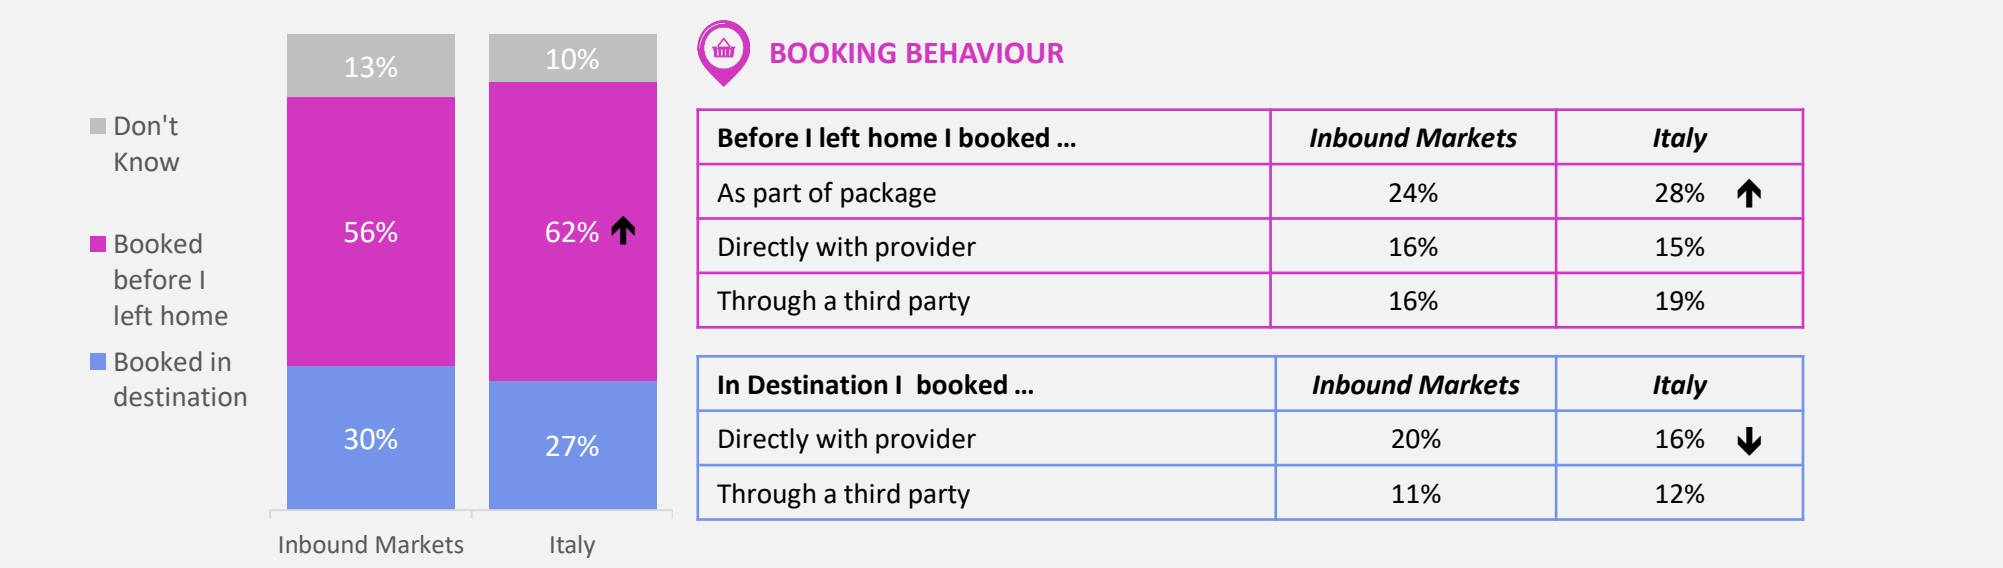 Don't
Know
Booked
before I
left home
Booked in
destination
13%
10%
56%
62%
30%
27%
Inbound Markets
Italy
BOOKING BEHAVIOUR
Before I left home I booked ... Inbound Markets Italy
As part of package 24% 28%
Directly with provider 16% 15%
Through a third party 16% 19%
In Destination I  booked ... Inbound Markets Italy
Directly with provider 20% 16%
Through a third party 11% 12%